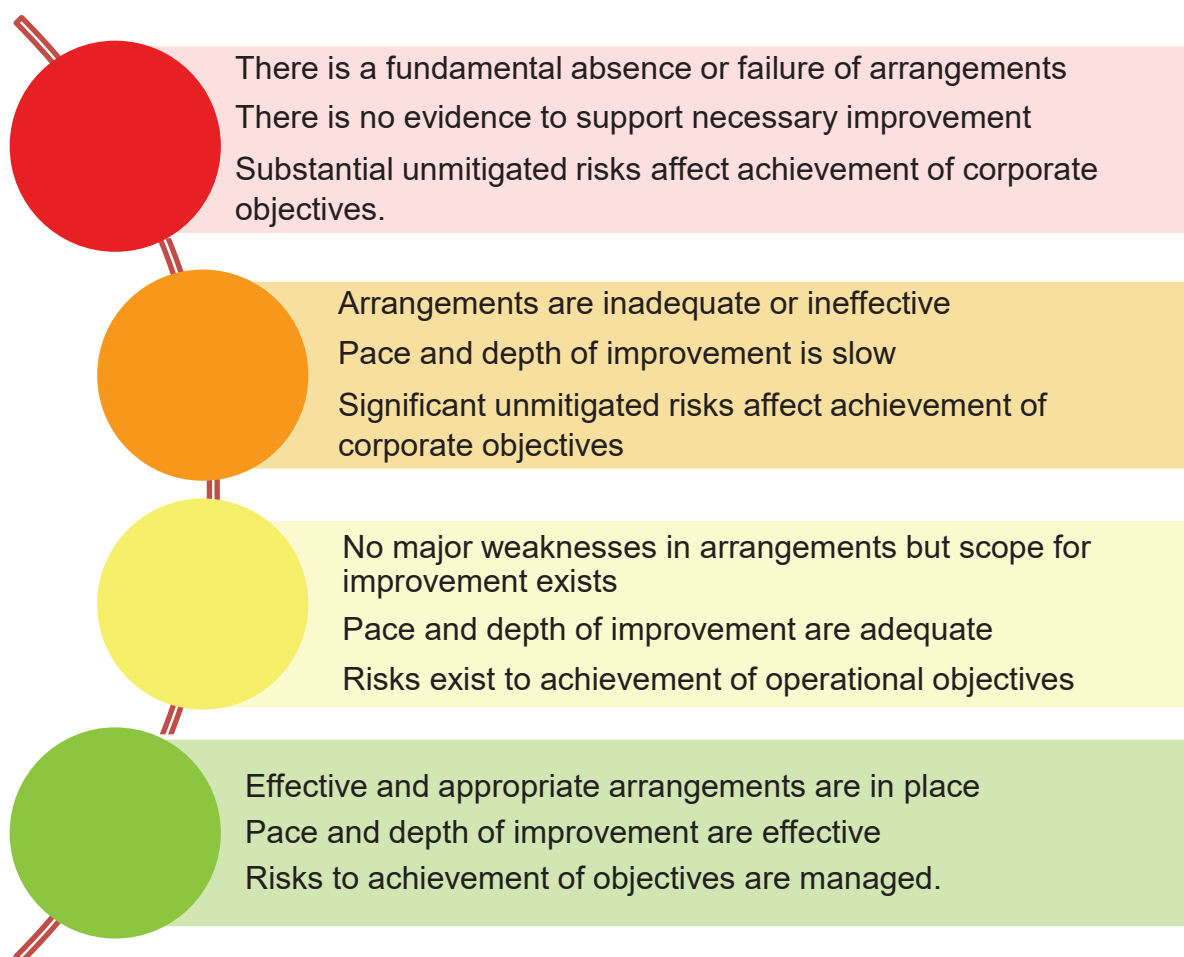 There is a fundamental absence or failure of arrangements
There is no evidence to support necessary improvement
Substantial unmitigated risks affect achievement of corporate
objectives.
Arrangements are inadequate or ineffective
Pace and depth of improvement is slow
Significant unmitigated risks affect achievement of
corporate objectives
No major weaknesses in arrangements but scope for
improvement exists
Pace and depth of improvement are adequate
Risks exist to achievement of operational objectives
Effective and appropriate arrangements are in place
Pace and depth of improvement are effective
Risks to achievement of objectives are managed.